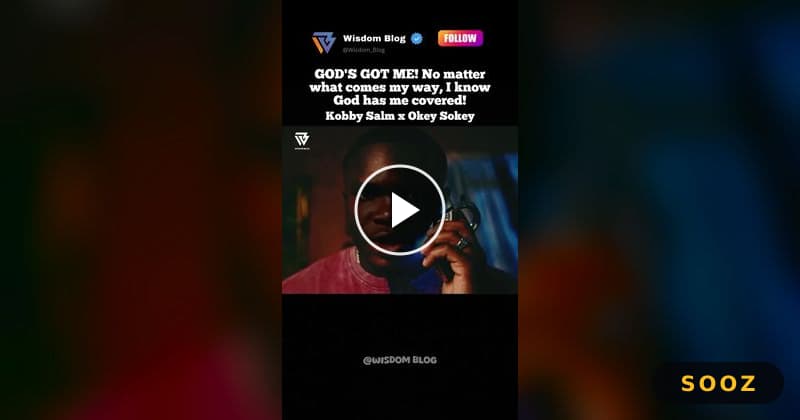 Wisdom Blog
FOLLOW
@Wisdom_Blog
GOD'S GOT ME! No matter
what comes my way, I know
God has me covered!
Kobby Salm x Okey Sokey
@WISDOM BLOG
SOOZ